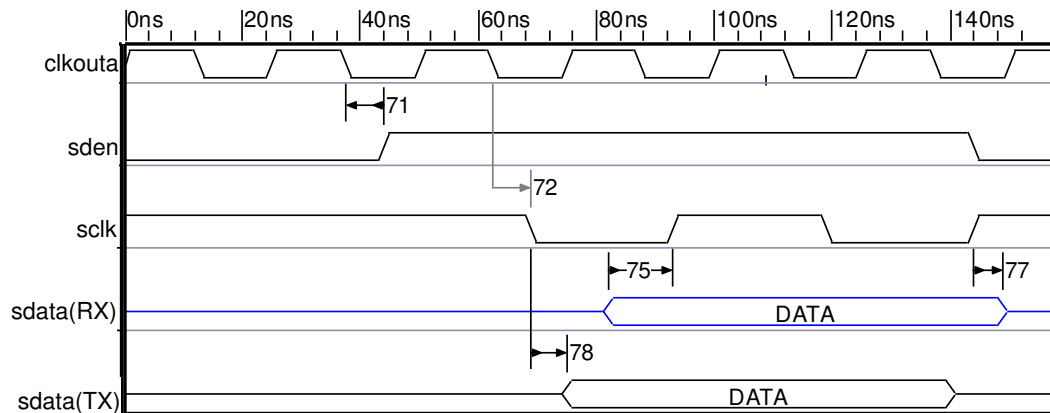 0ns 20ns 40ns 60ns 80ns 100ns 120ns 140ns
clkouta
71
sden
72
sclk
75 77
sdata(RX) DATA
78
sdata(TX) DATA